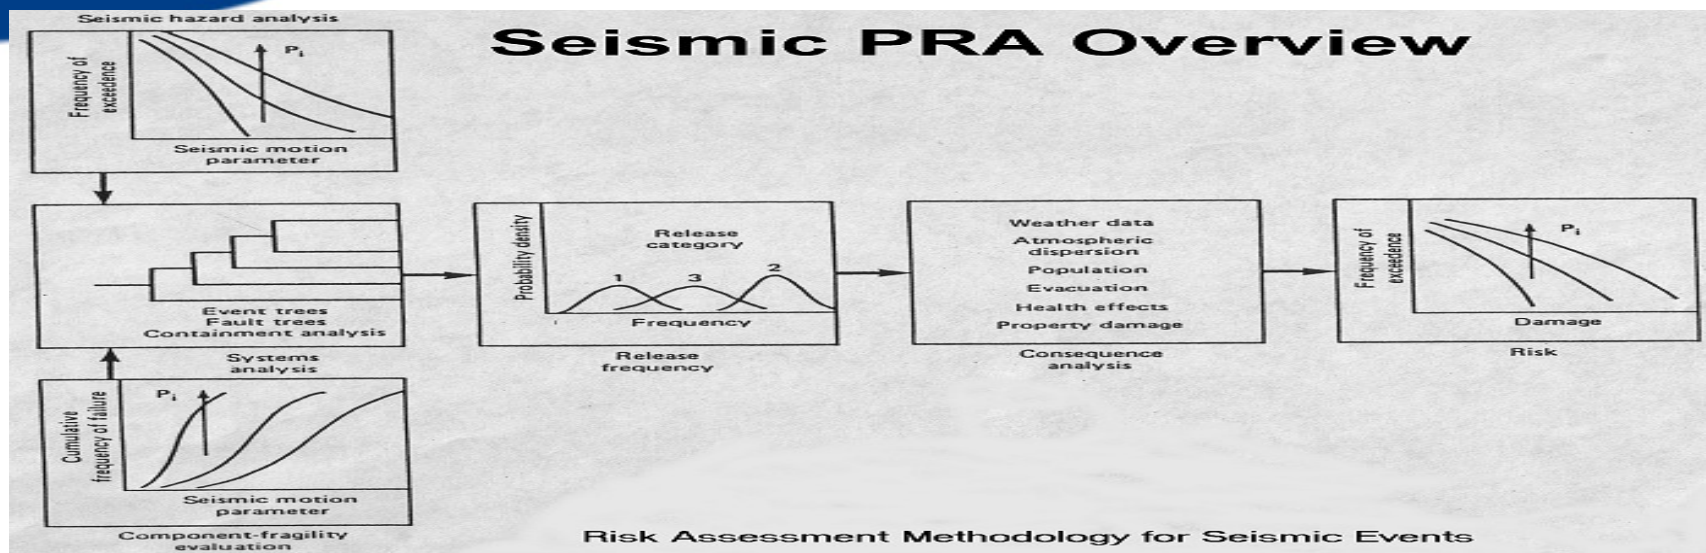 Seismic PRA Overview
Seismic hazard analysis
Frequency of
exceedence
Pi
Seismic motion
parameter
Event trees
Fault trees
Containment analysis
Systems
analysis
Cumulative
frequency of failure
Pi
Seismic motion
parameter
Component-fragility
evaluation
Probability density
Release
category
1
3
2
Frequency
Release
frequency
Weather data
Atmospheric
dispersion
Population
Evacuation
Health effects
Property damage
Consequence
analysis
Frequency of
exceedence
Pi
Damage
Risk
Risk Assessment Methodology for Seismic Events